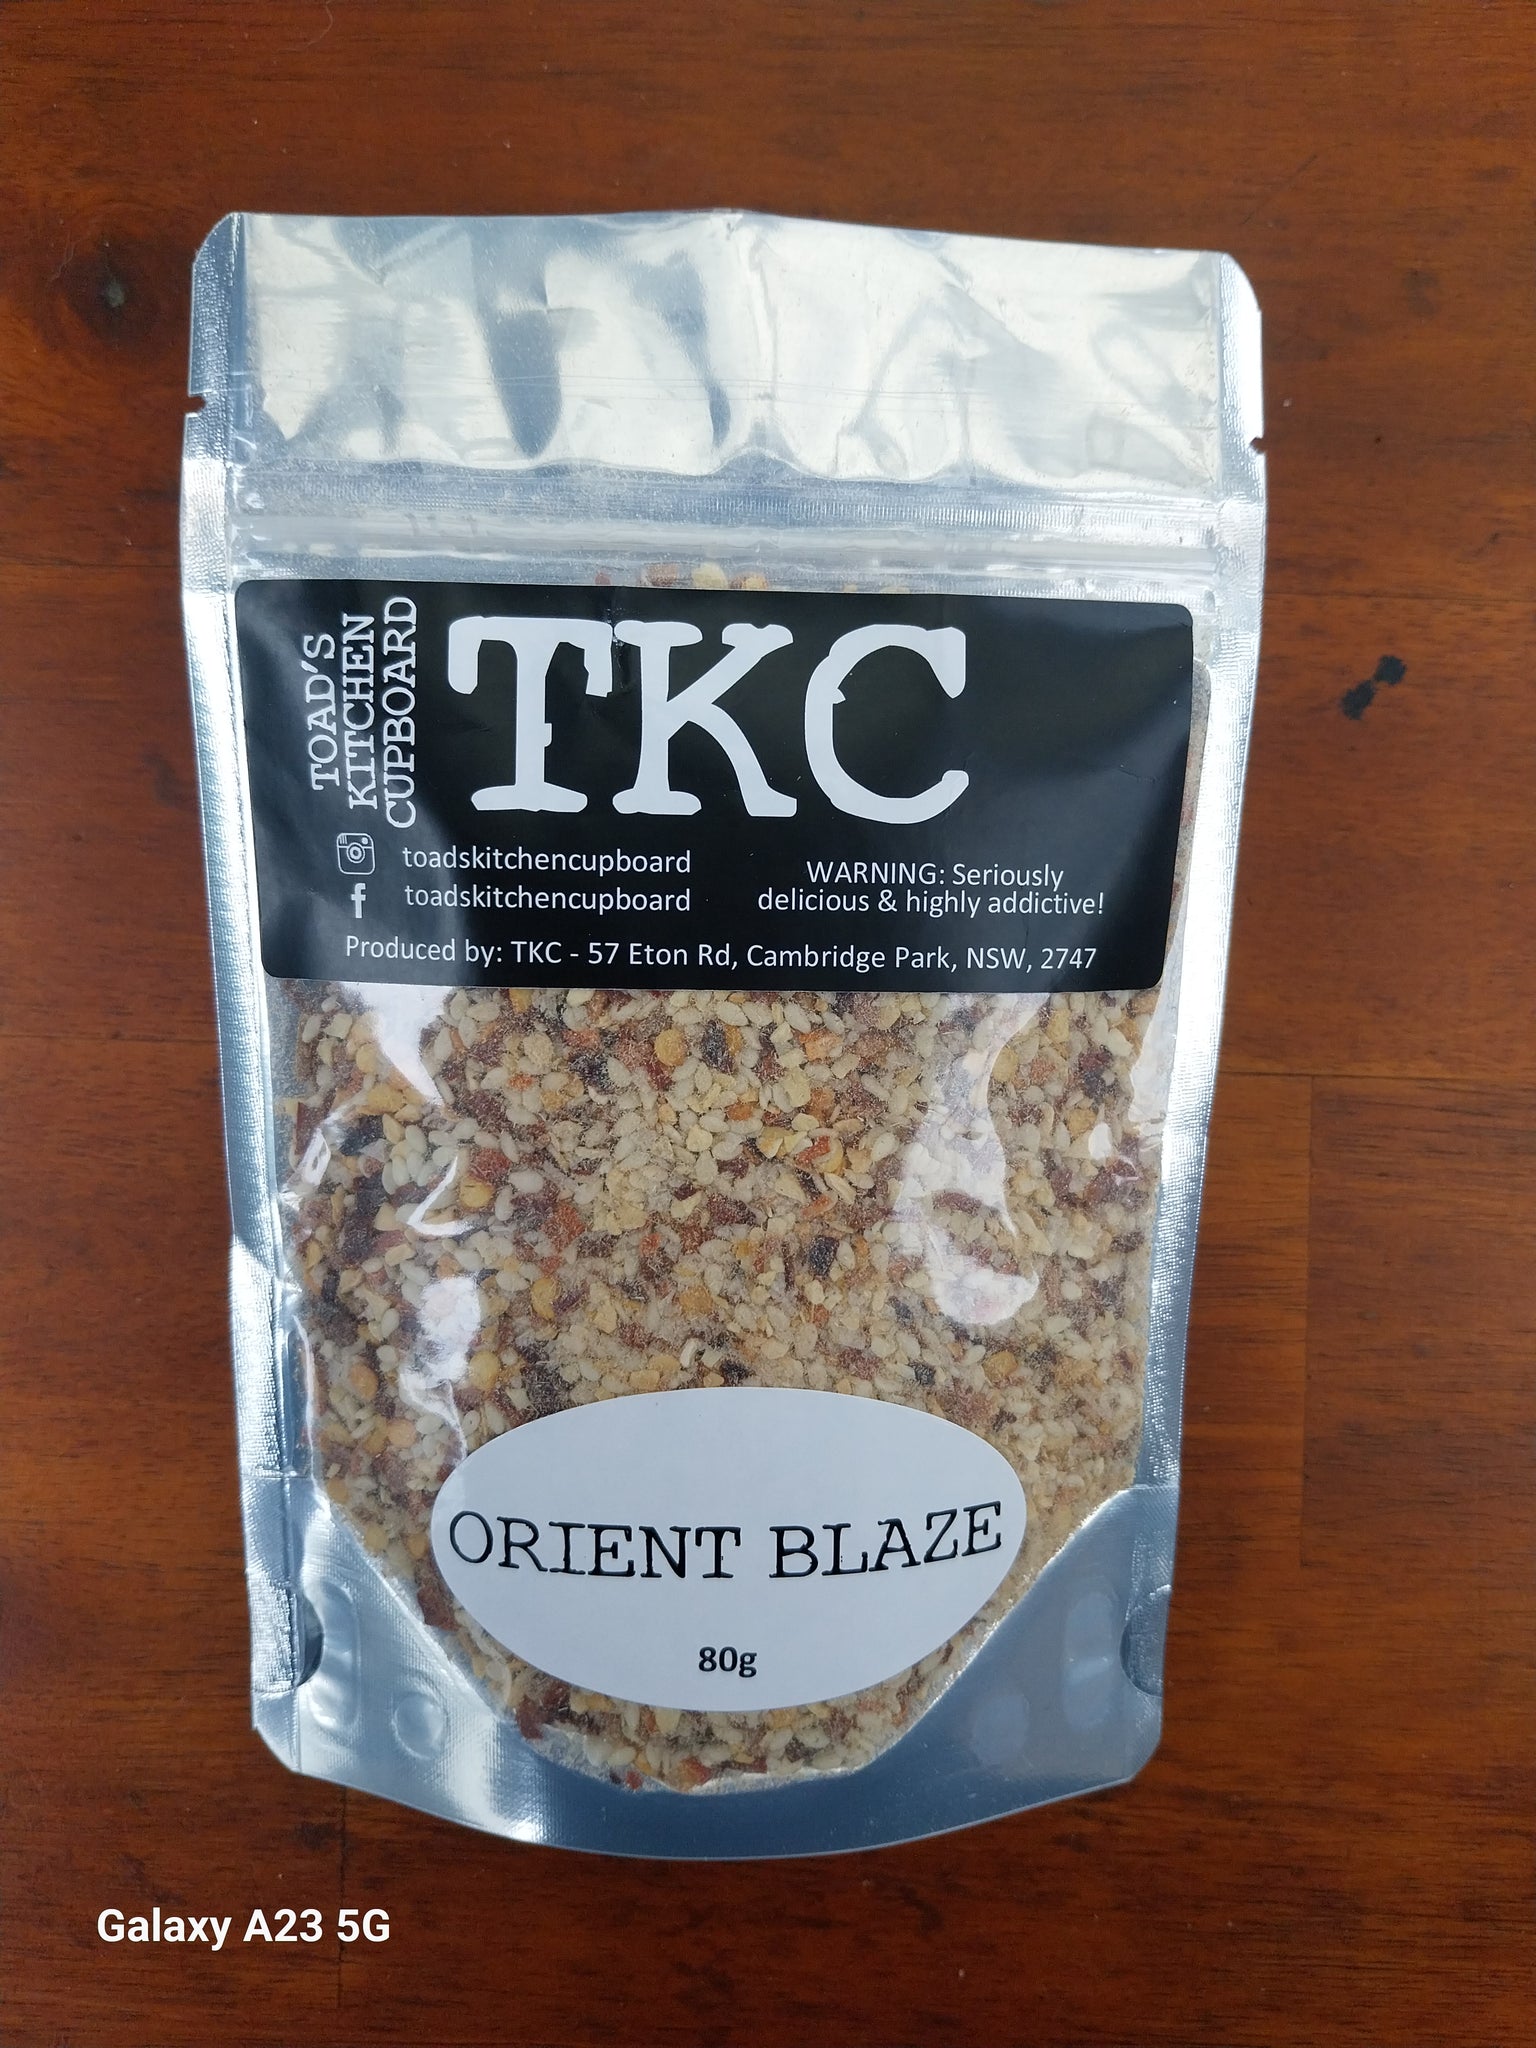 TOAD'S
KITCHEN
CUPBOARD
TKC
toadskitchencupboard
toadskitchencupboard
WARNING: Seriously
delicious & highly addictive!
Produced by: TKC - 57 Eton Rd, Cambridge Park, NSW, 2747
ORIENT BLAZE
80g
Galaxy A23 5G